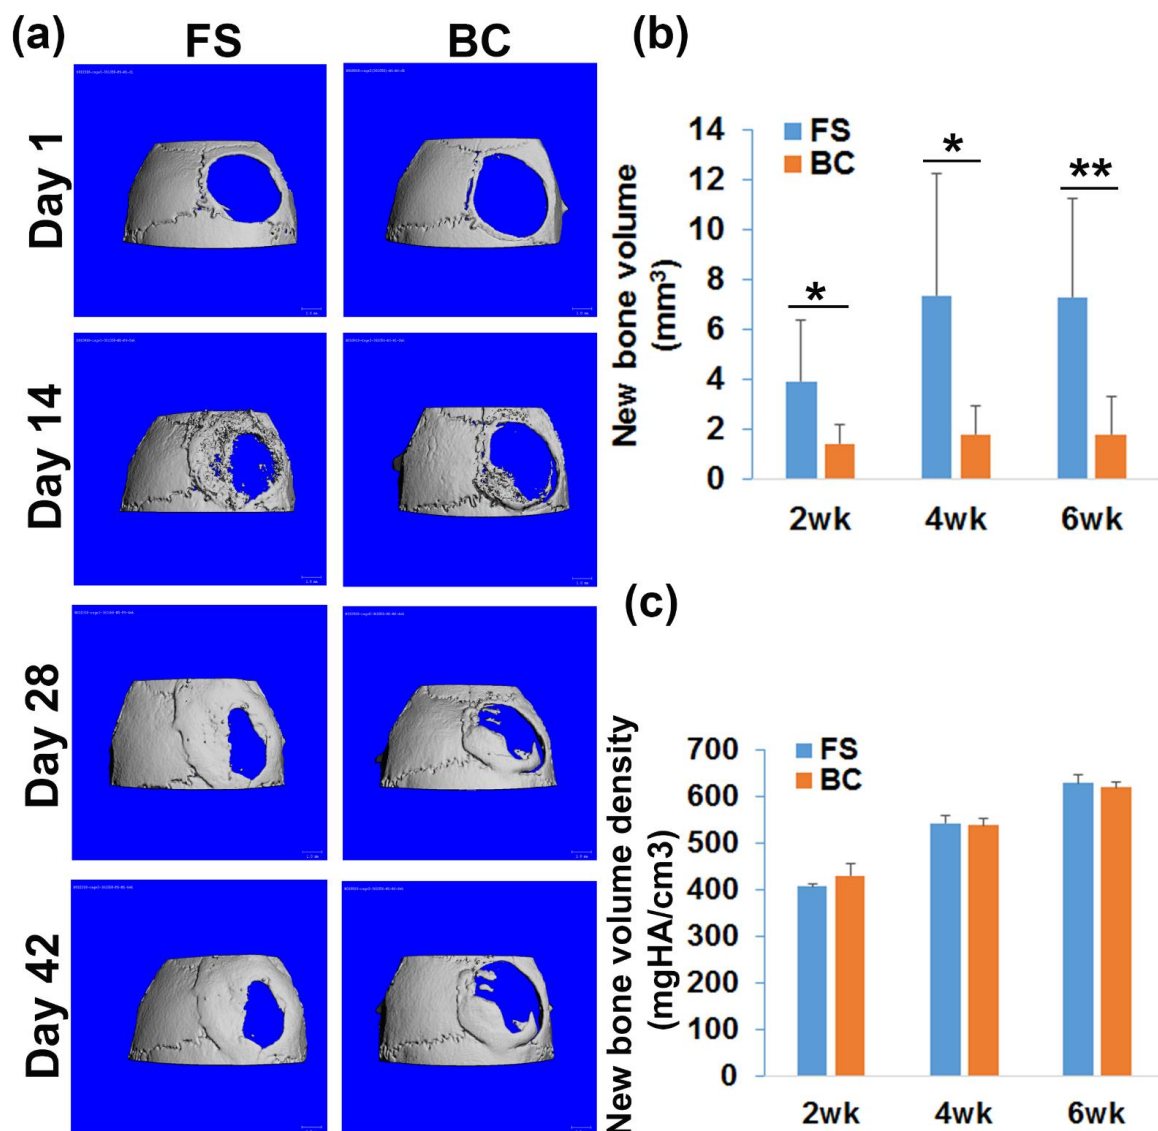 (a)
FS
BC
Day 1
Day 14
Day 28
Day 42
(b)
New bone volume
(mm³)
14
12
10
8
6
4
2
0
FS
BC
*
*
**
2wk
4wk
6wk
(c)
New bone volume density
(mgHA/cm3)
700
600
500
400
300
200
100
0
FS
BC
2wk
4wk
6wk